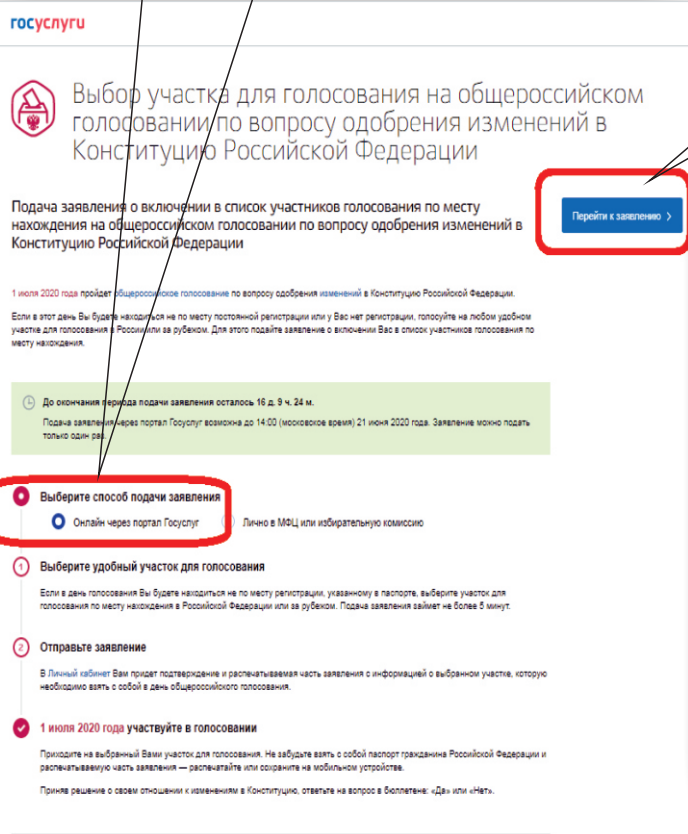 госуслуги
Выбор участка для голосования на общероссийском
голосовании по вопросу одобрения изменений в
Конституцию Российской Федерации
Подача заявления о включении в список участников голосования по месту
нахождения на общероссийском голосовании по вопросу одобрения изменений в
Конституцию Российской Федерации
Перейти к заявлению >
1 июля 2020 года пройдет общероссийское голосование по вопросу одобрения изменений в Конституцию Российской Федерации.
Если в этот день Вы будете находиться не по месту постоянной регистрации или у Вас нет регистрации, голосуйте на любом удобном
участке для голосования в России или за рубежом. Для этого подайте заявление о включении Вас в список участников голосования по
месту нахождения.
До окончания периода подачи заявления осталось 16 д. 9 ч. 24 м.
Подача заявления через портал Госуслуг возможна до 14:00 (московское время) 21 июня 2020 года. Заявление можно подать
только один раз.
Выберите способ подачи заявления
Онлайн через портал Госуслуг Лично в МФЦ или избирательную комиссию
1 Выберите удобный участок для голосования
Если в день голосования Вы будете находиться не по месту регистрации, указанному в паспорте, выберите участок для
голосования по месту нахождения в Российской Федерации или за рубежом. Подача заявления займет не более 5 минут.
2 Отправьте заявление
В Личный кабинет Вам придет подтверждение и распечатываемая часть заявления с информацией о выбранном участке, которую
необходимо взять с собой в день общероссийского голосования.
1 июля 2020 года участвуйте в голосовании
Приходите на выбранный Вами участок для голосования. Не забудьте взять с собой паспорт гражданина Российской Федерации и
распечатываемую часть заявления — распечатайте или сохраните на мобильном устройстве.
Приняв решение о своем отношении к изменениям в Конституцию, ответьте на вопрос в бюллетене: «Да» или «Нет».